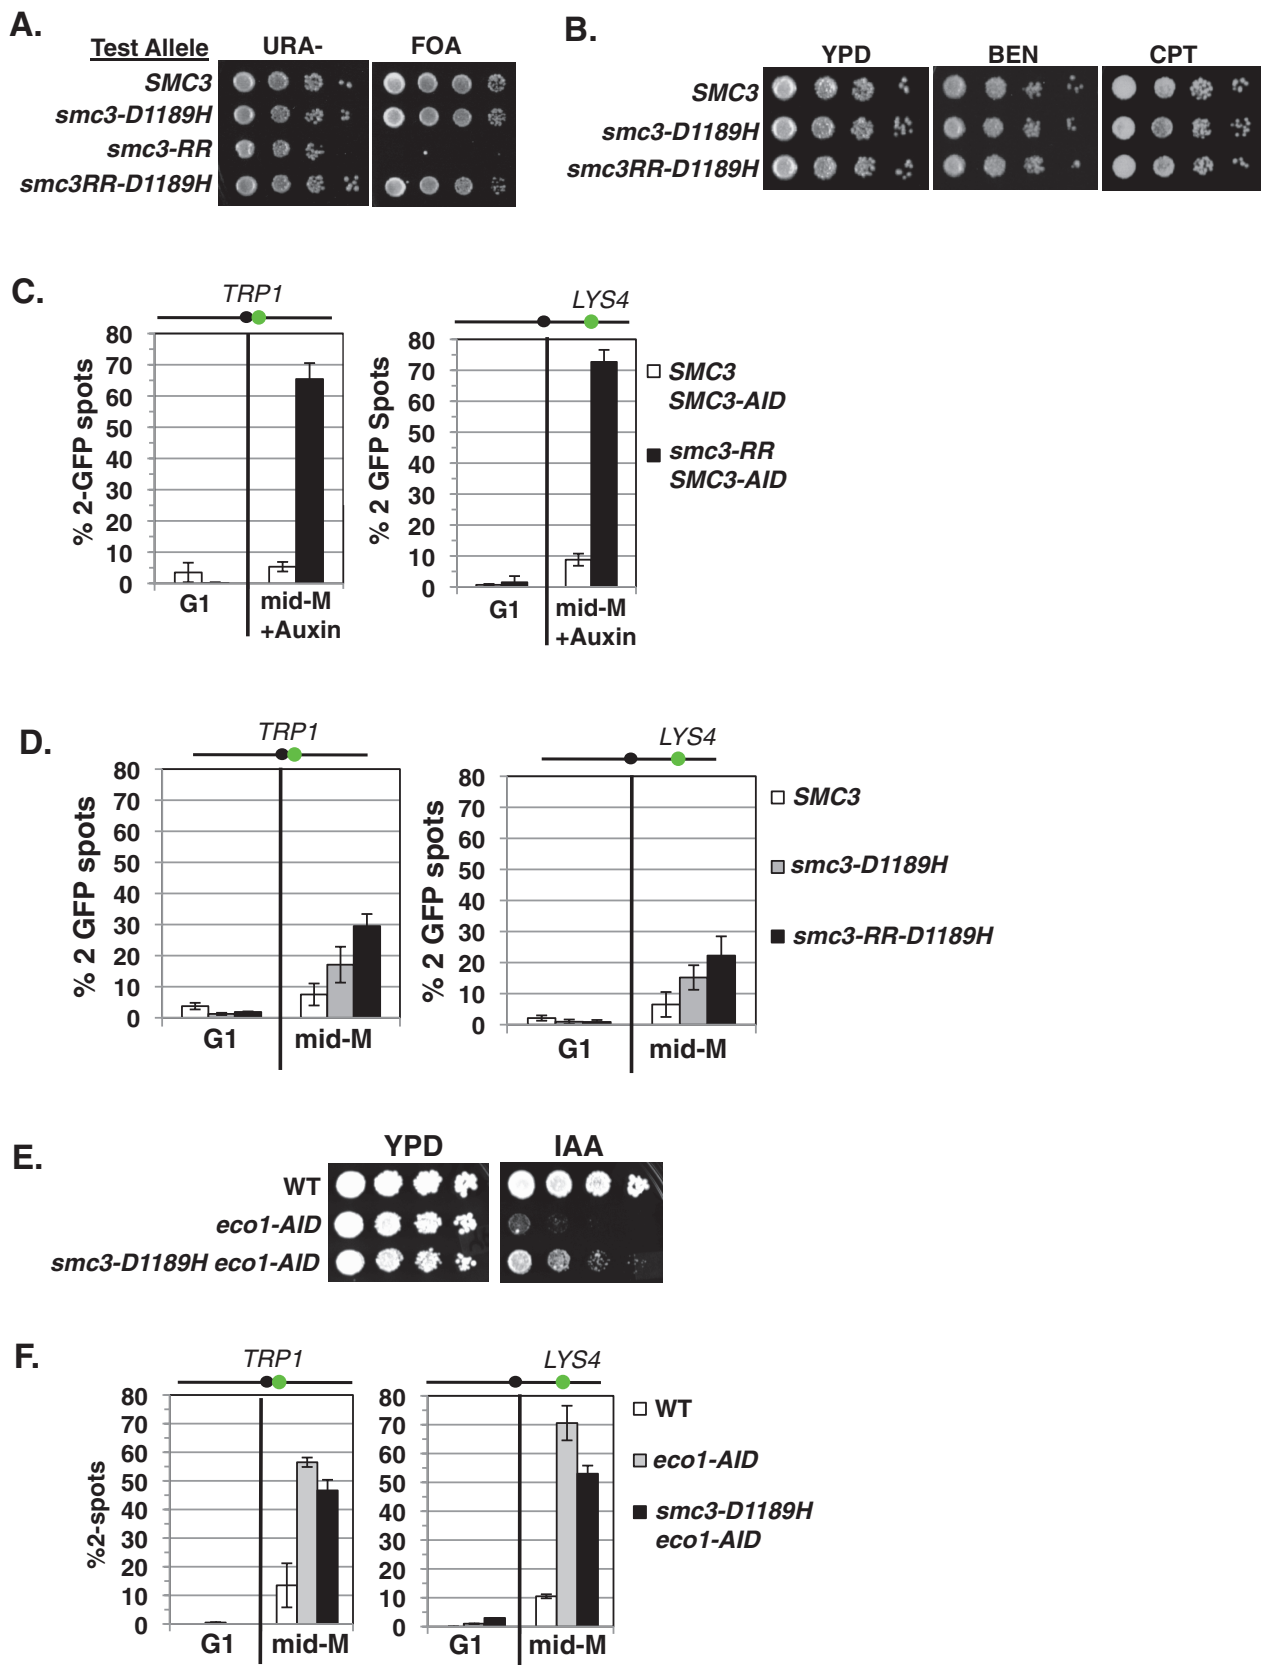 A.
Test Allele URA- FOA
SMC3
smc3-D1189H
smc3-RR
smc3RR-D1189H
B.
YPD BEN CPT
SMC3
smc3-D1189H
smc3RR-D1189H
C.
TRP1
% 2-GFP spots
80
70
60
50
40
30
20
10
0
G1 mid-M
+Auxin
LYS4
% 2 GFP Spots
80
70
60
50
40
30
20
10
0
G1 mid-M
+Auxin
SMC3
SMC3-AID
smc3-RR
SMC3-AID
D.
TRP1
% 2 GFP spots
80
70
60
50
40
30
20
10
0
G1 mid-M
LYS4
% 2 GFP spots
80
70
60
50
40
30
20
10
0
G1 mid-M
SMC3
smc3-D1189H
smc3-RR-D1189H
E.
YPD IAA
WT
eco1-AID
smc3-D1189H eco1-AID
F.
TRP1
%2-spots
80
70
60
50
40
30
20
10
0
G1 mid-M
LYS4
80
70
60
50
40
30
20
10
0
G1 mid-M
WT
eco1-AID
smc3-D1189H
eco1-AID